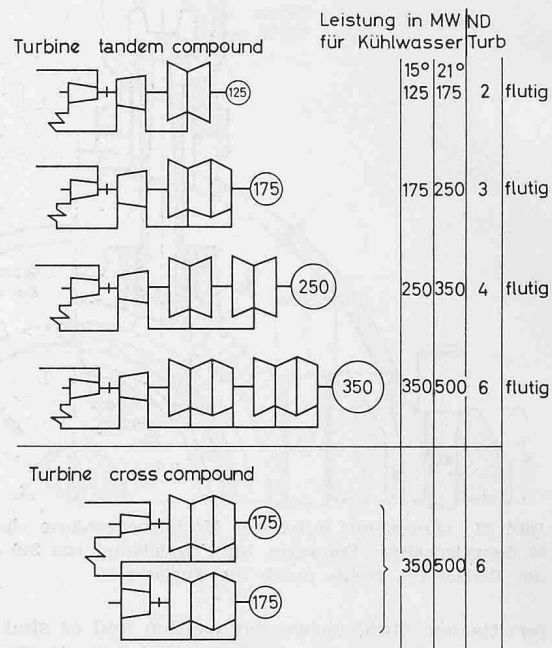 Leistung in MW ND
für Kühlwasser Turb
Turbine tandem compound
15° 21°
125 125 175 2 flutig
175 175 250 3 flutig
250 250 350 4 flutig
350 350 500 6 flutig
Turbine cross compound
175
350 500 6
175